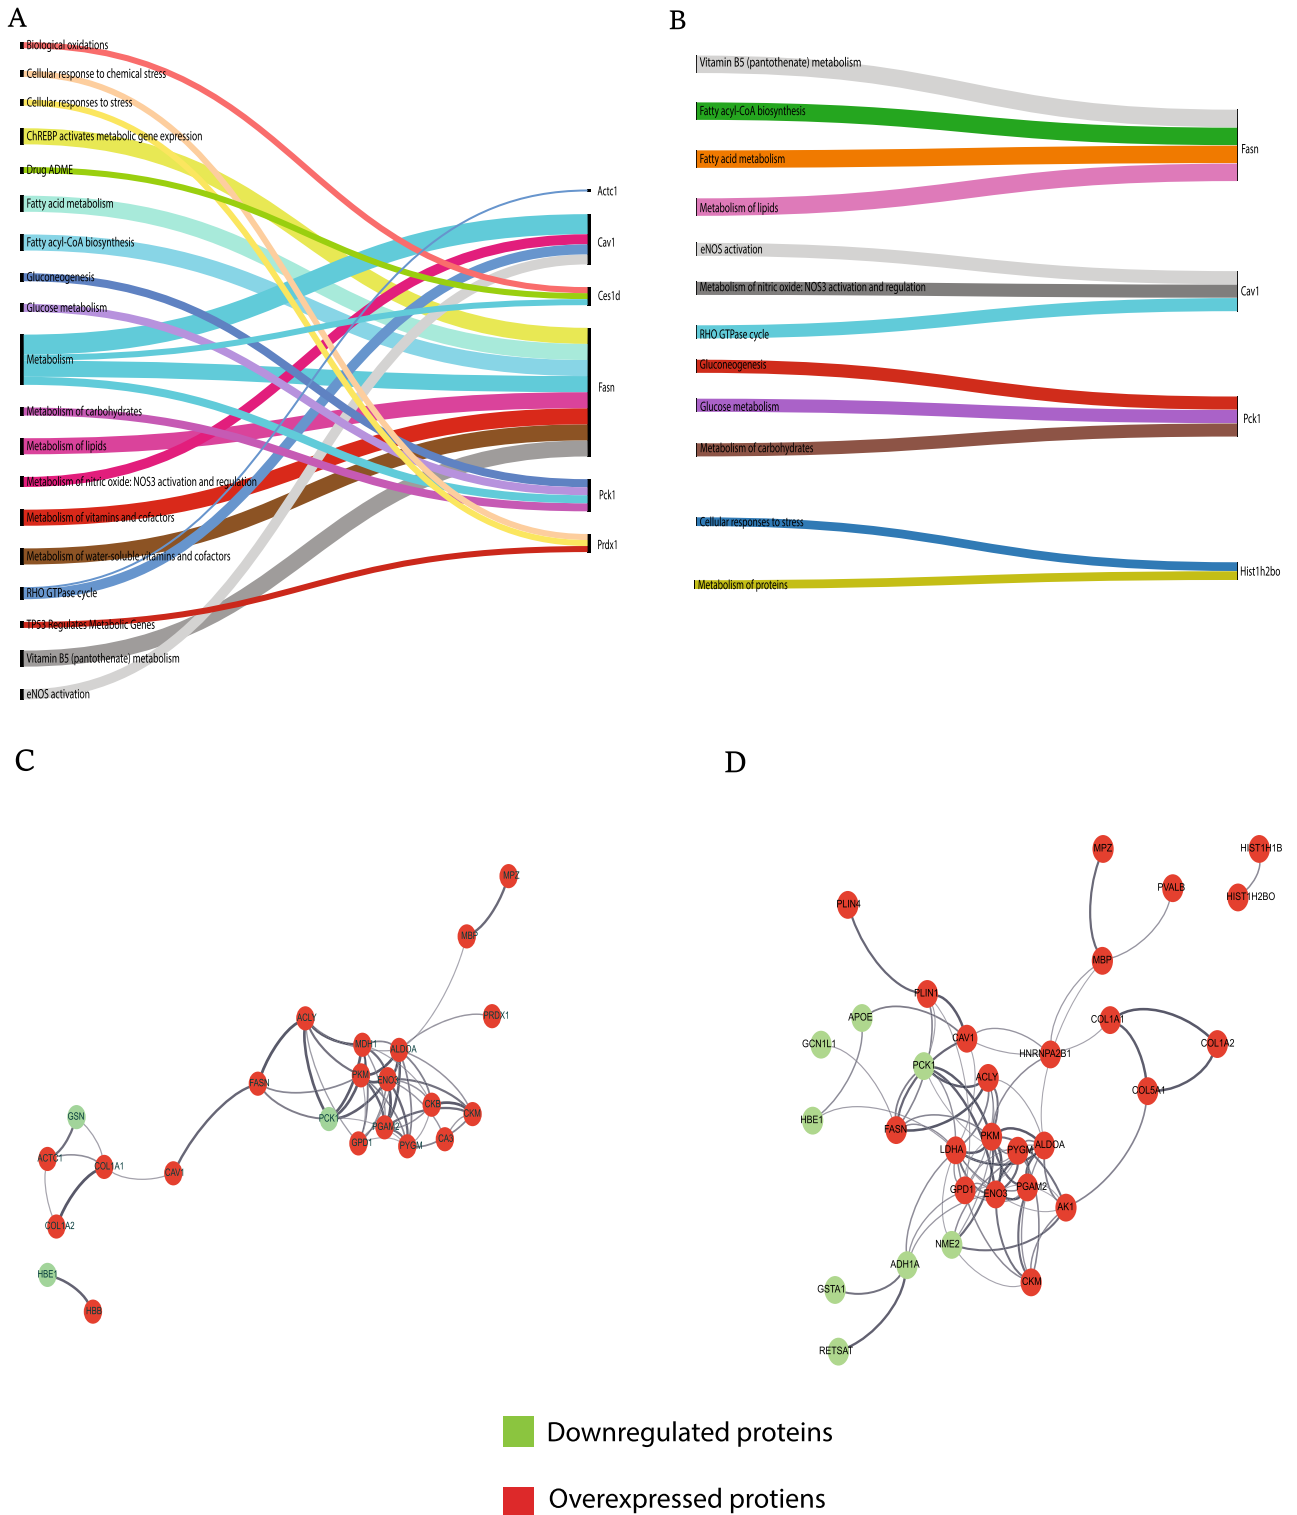 A
Biological oxidations
Cellular response to chemical stress
Cellular responses to stress
ChREBP activates metabolic gene expression
Drug ADME
Fatty acid metabolism
Fatty acyl-CoA biosynthesis
Gluconeogenesis
Glucose metabolism
Metabolism
Metabolism of carbohydrates
Metabolism of lipids
Metabolism of nitric oxide: NOS3 activation and regulation
Metabolism of vitamins and cofactors
Metabolism of water-soluble vitamins and cofactors
RHO GTPase cycle
TP53 Regulates Metabolic Genes
Vitamin B5 (pantothenate) metabolism
eNOS activation
Actc1
Cav1
Ces1d
Fasn
Pck1
Prdx1
B
Vitamin B5 (pantothenate) metabolism
Fatty acyl-CoA biosynthesis
Fatty acid metabolism
Metabolism of lipids
eNOS activation
Metabolism of nitric oxide: NOS3 activation and regulation
RHO GTPase cycle
Gluconeogenesis
Glucose metabolism
Metabolism of carbohydrates
Cellular responses to stress
Metabolism of proteins
Fasn
Cav1
Pck1
Hist1h2bo
C
MPZ
MBP
ACLY
PRDX1
MDH1
ALDOA
PKM
ENO3
FASN
CKB
CKM
GSN
PCK1
PGAM2
GPD1
PYGM
CA3
ACTC1
COL1A1
CAV1
COL1A2
HBE1
HBB
D
MPZ
HIST1H1B
PVALB
HIST1H2BO
PLIN4
MBP
PLIN1
APOE
COL1A1
CAV1
GCN1L1
COL1A2
HNRNPA2B1
PCK1
ACLY
COL5A1
HBE1
FASN
PKM
LDHA
PYGM
ALDOA
GPD1
ENO3
PGAM2
AK1
NME2
ADH1A
CKM
GSTA1
RETSAT
Downregulated proteins
Overexpressed protiens